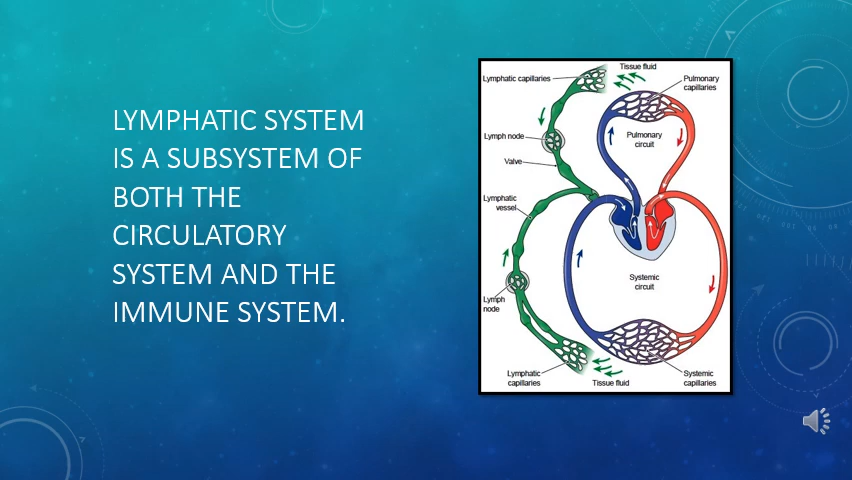 LYMPHATIC SYSTEM
IS A SUBSYSTEM OF
BOTH THE
CIRCULATORY
SYSTEM AND THE
IMMUNE SYSTEM.
Tissue fluid
Lymphatic capillaries
Pulmonary
capillaries
Lymph node
Pulmonary
circuit
Valve
Lymphatic
vessel
Systemic
circuit
Lymph
node
Lymphatic
capillaries
Tissue fluid
Systemic
capillaries